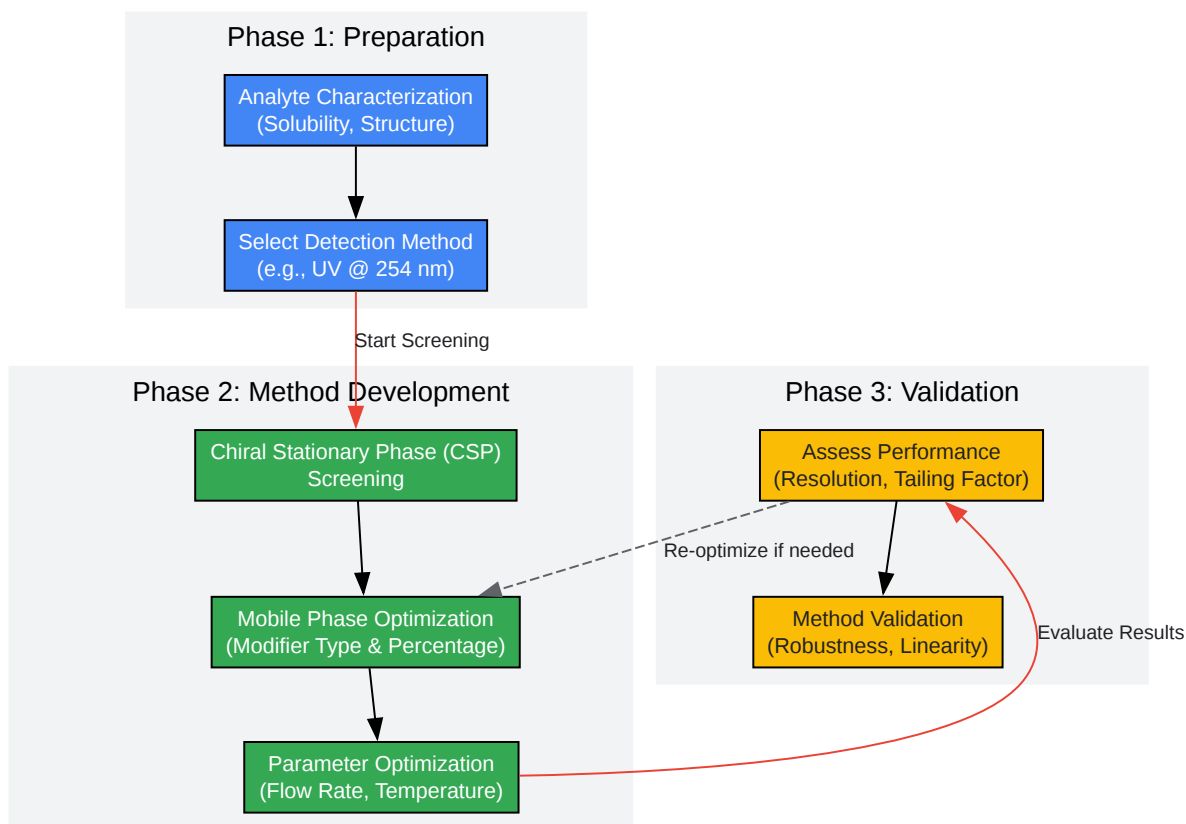 Phase 1: Preparation
Analyte Characterization
(Solubility, Structure)
Select Detection Method
(e.g., UV @ 254 nm)
Start Screening
Phase 2: Method Development
Chiral Stationary Phase (CSP)
Screening
Mobile Phase Optimization
(Modifier Type & Percentage)
Parameter Optimization
(Flow Rate, Temperature)
Phase 3: Validation
Assess Performance
(Resolution, Tailing Factor)
Re-optimize if needed
Method Validation
(Robustness, Linearity)
Evaluate Results